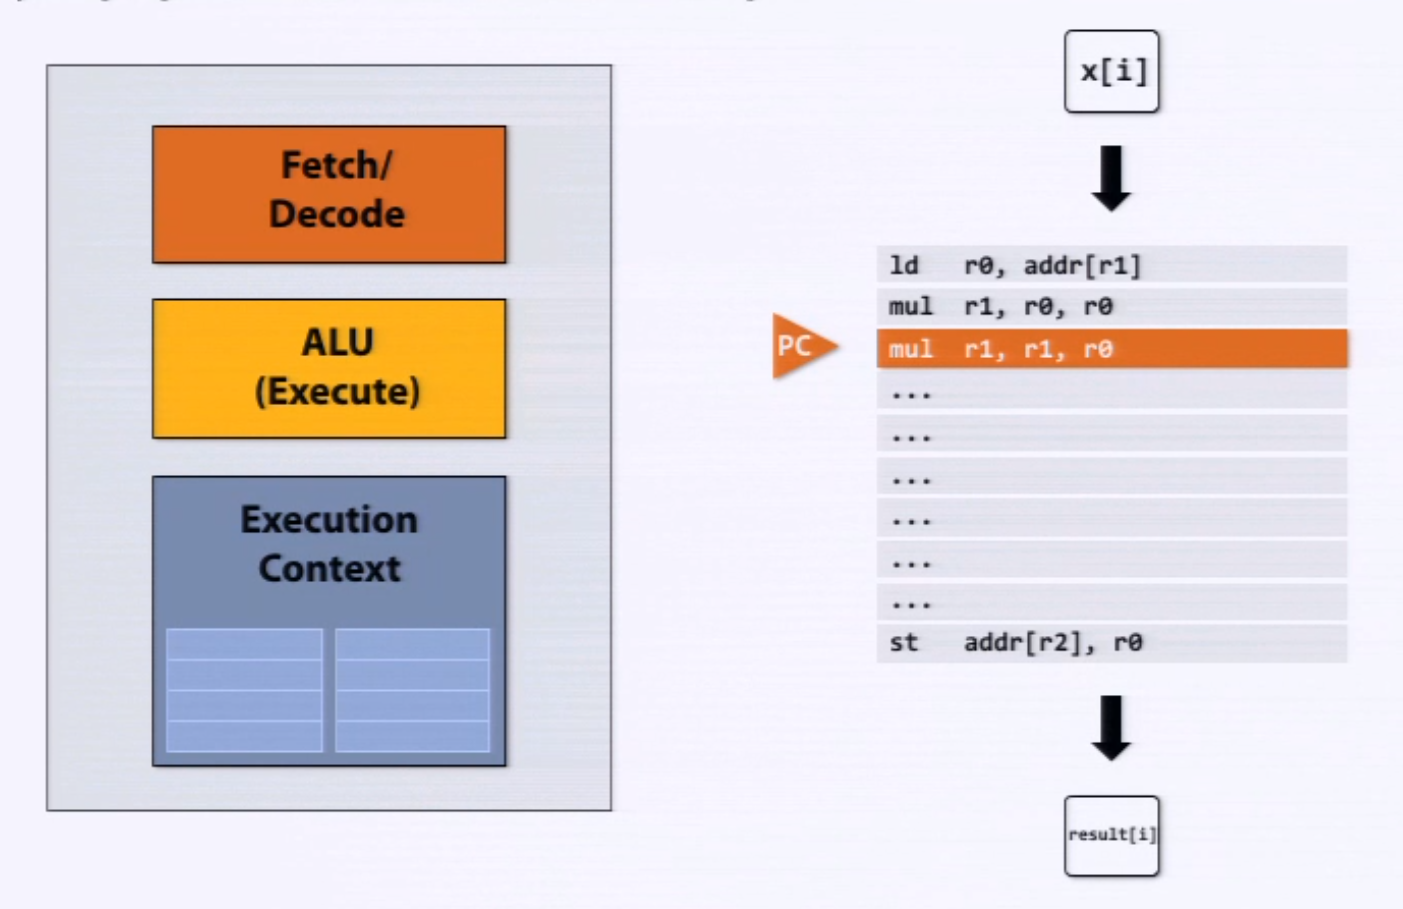 Fetch/
Decode
ALU
(Execute)
Execution
Context
x[i]
ld r0, addr[r1]
mul r1, r0, r0
PC
mul r1, r1, r0
...
...
...
...
...
...
st addr[r2], r0
result[i]